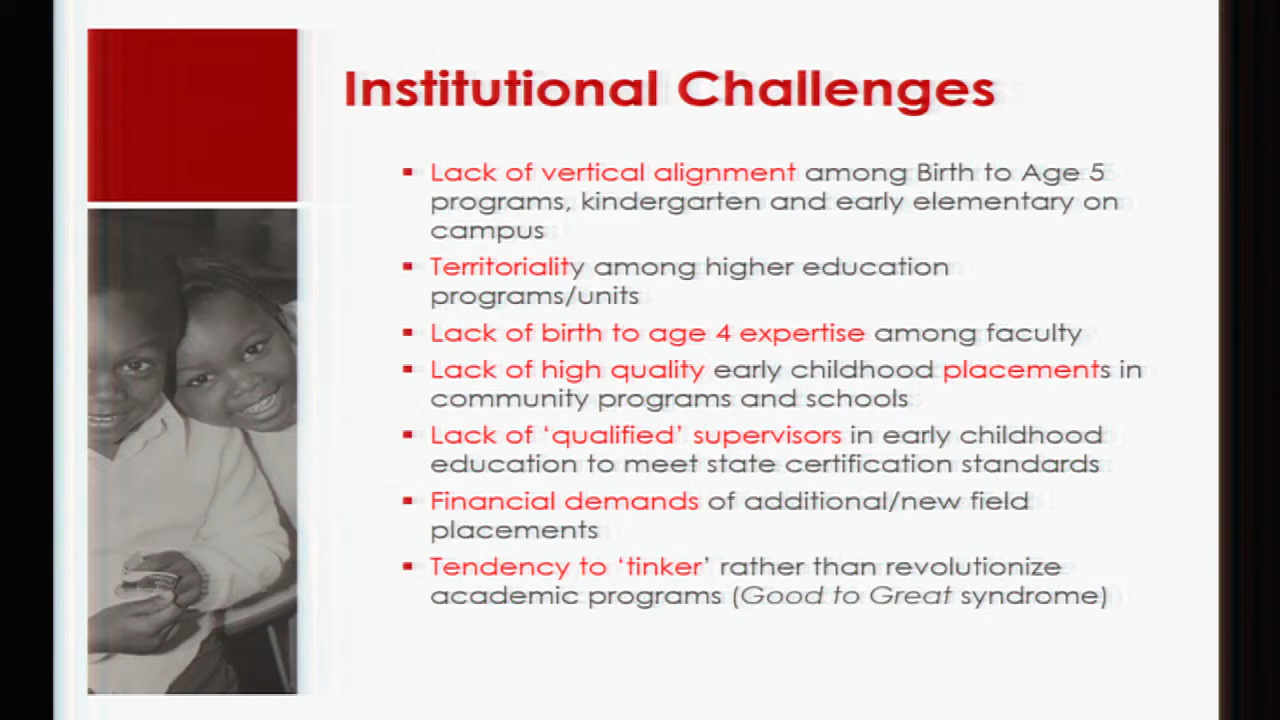 Institutional Challenges
▪ Lack of vertical alignment among Birth to Age 5
programs, kindergarten and early elementary on
campus
▪ Territoriality among higher education
programs/units
▪ Lack of birth to age 4 expertise among faculty
▪ Lack of high quality early childhood placements in
community programs and schools
▪ Lack of ‘qualified’ supervisors in early childhood
education to meet state certification standards
▪ Financial demands of additional/new field
placements
▪ Tendency to ‘tinker’ rather than revolutionize
academic programs (Good to Great syndrome)